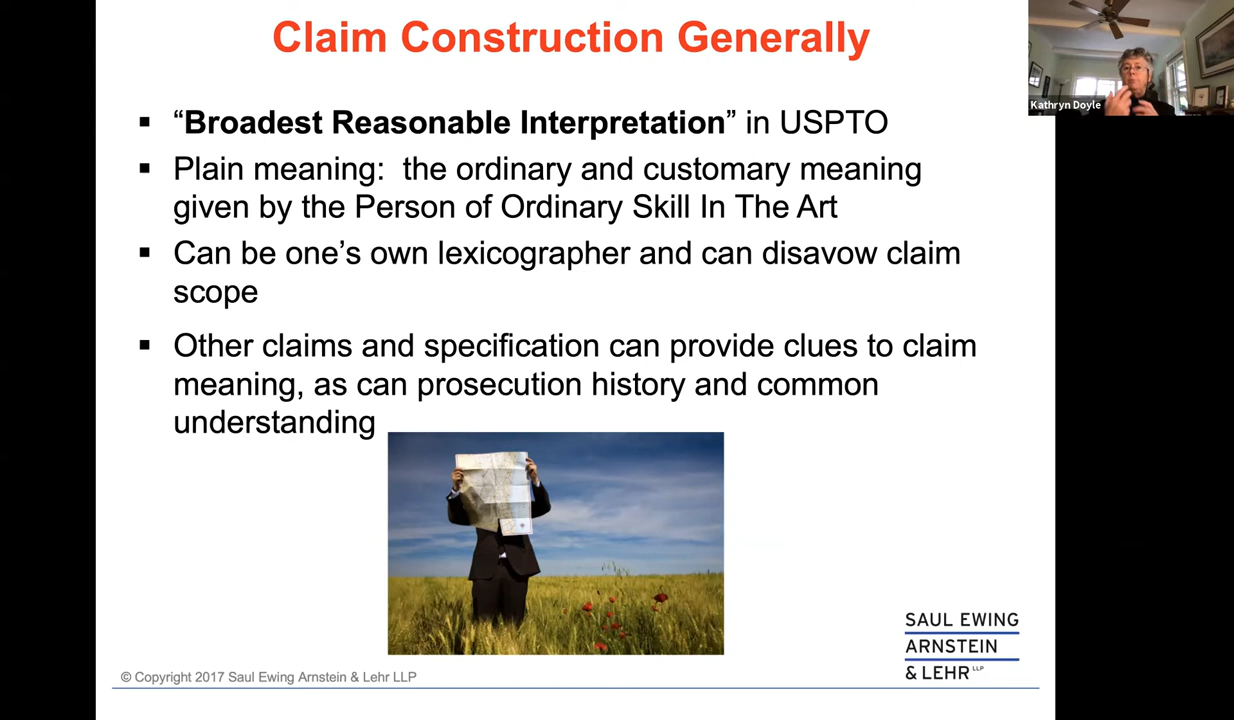 Claim Construction Generally
Kathryn Doyle
▪ “Broadest Reasonable Interpretation” in USPTO
▪ Plain meaning:  the ordinary and customary meaning
given by the Person of Ordinary Skill In The Art
▪ Can be one’s own lexicographer and can disavow claim
scope
▪ Other claims and specification can provide clues to claim
meaning, as can prosecution history and common
understanding
SAUL EWING
ARNSTEIN
& LEHR LLP
© Copyright 2017 Saul Ewing Arnstein & Lehr LLP